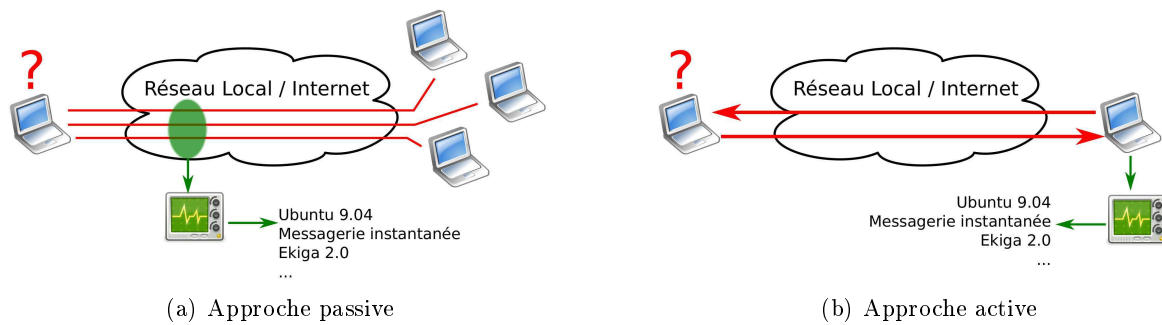 ?
Réseau Local / Internet
Ubuntu 9.04
Messagerie instantanée
Ekiga 2.0
...
(a) Approche passive
?
Réseau Local / Internet
Ubuntu 9.04
Messagerie instantanée
Ekiga 2.0
...
(b) Approche active